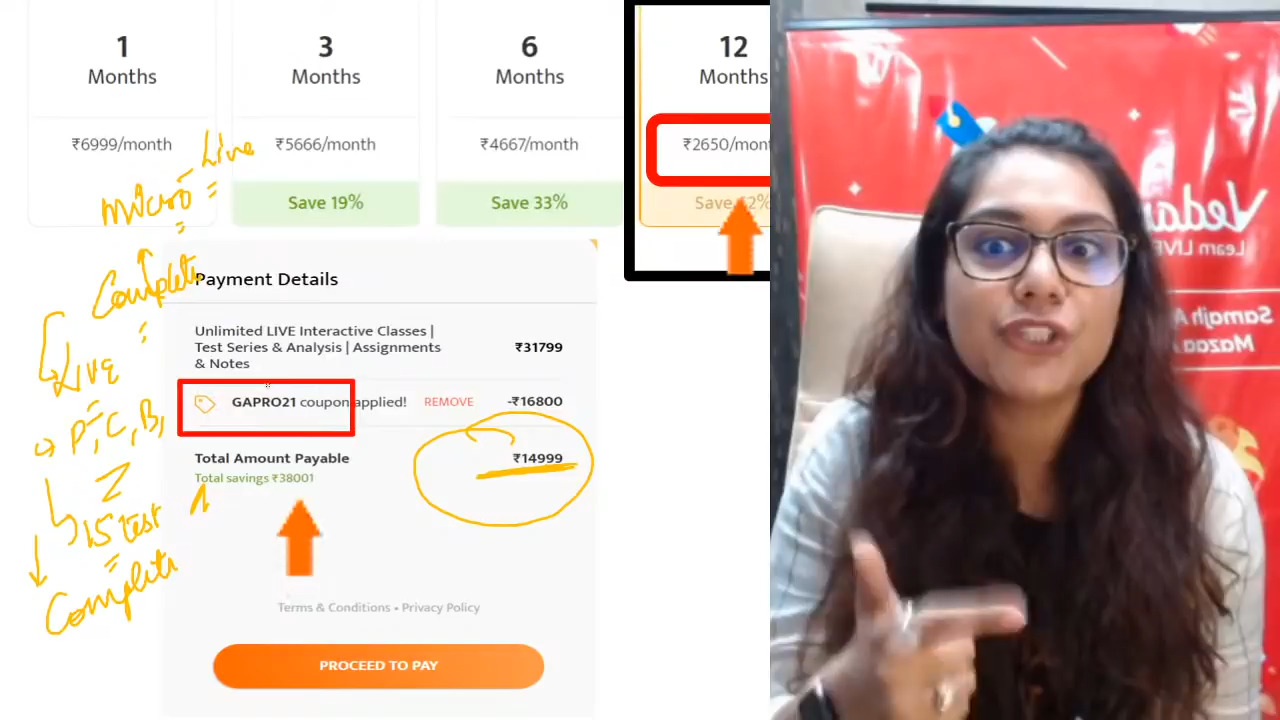 1
Months
3
Months
6
Months
12
Months
₹6999/month
₹5666/month
₹4667/month
₹2650/mont
Save 19%
Save 33%
Live
Micro
Complete
Payment Details
Unlimited LIVE Interactive Classes |
Test Series & Analysis | Assignments
& Notes
₹31799
GAPRO21 coupon applied!
REMOVE
-₹16800
Total Amount Payable
₹14999
Total savings ₹38001
Live
P, C, B,
Z
15 test
Complete
Terms & Conditions • Privacy Policy
PROCEED TO PAY
Vedan
Learn LIVE
Samajh A
Mazaa A